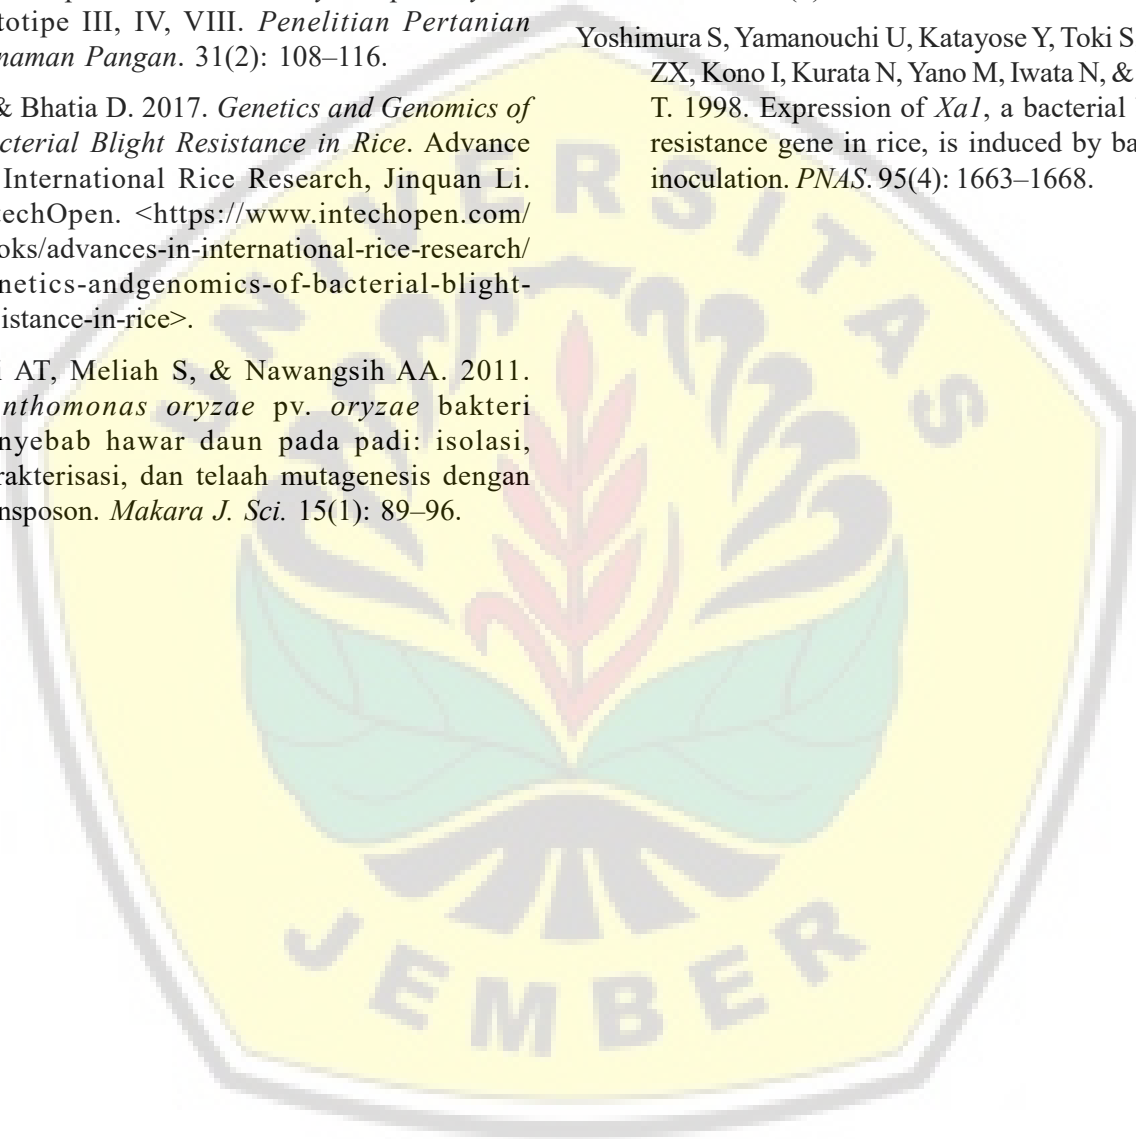 totipe III, IV, VIII. Penelitian Pertanian
naman Pangan. 31(2): 108–116.
& Bhatia D. 2017. Genetics and Genomics of
cterial Blight Resistance in Rice. Advance
International Rice Research, Jinquan Li.
techOpen. <https://www.intechopen.com/
oks/advances-in-international-rice-research/
netics-andgenomics-of-bacterial-blight-
istance-in-rice>.
i AT, Meliah S, & Nawangsih AA. 2011.
nthomonas oryzae pv. oryzae bakteri
nyebab hawar daun pada padi: isolasi,
rakterisasi, dan telaah mutagenesis dengan
nsposon. Makara J. Sci. 15(1): 89–96.
Yoshimura S, Yamanouchi U, Katayose Y, Toki S
ZX, Kono I, Kurata N, Yano M, Iwata N, &
T. 1998. Expression of Xa1, a bacterial
resistance gene in rice, is induced by ba
inoculation. PNAS. 95(4): 1663–1668.
UNIVERSITAS
JEMBER